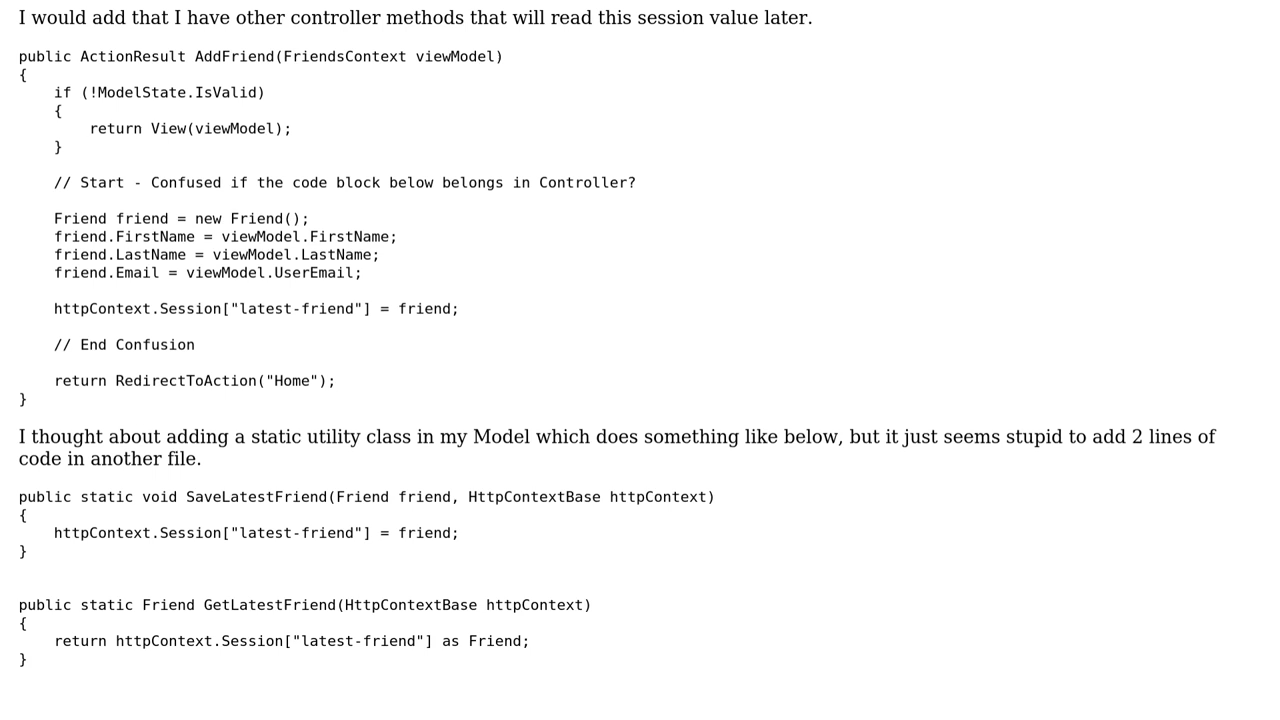 I would add that I have other controller methods that will read this session value later.
public ActionResult AddFriend(FriendsContext viewModel)
{
    if (!ModelState.IsValid)
    {
        return View(viewModel);
    }
    // Start - Confused if the code block below belongs in Controller?
    Friend friend = new Friend();
    friend.FirstName = viewModel.FirstName;
    friend.LastName = viewModel.LastName;
    friend.Email = viewModel.UserEmail;
    httpContext.Session["latest-friend"] = friend;
    // End Confusion
    return RedirectToAction("Home");
}
I thought about adding a static utility class in my Model which does something like below, but it just seems stupid to add 2 lines of
code in another file.
public static void SaveLatestFriend(Friend friend, HttpContextBase httpContext)
{
    httpContext.Session["latest-friend"] = friend;
}
public static Friend GetLatestFriend(HttpContextBase httpContext)
{
    return httpContext.Session["latest-friend"] as Friend;
}